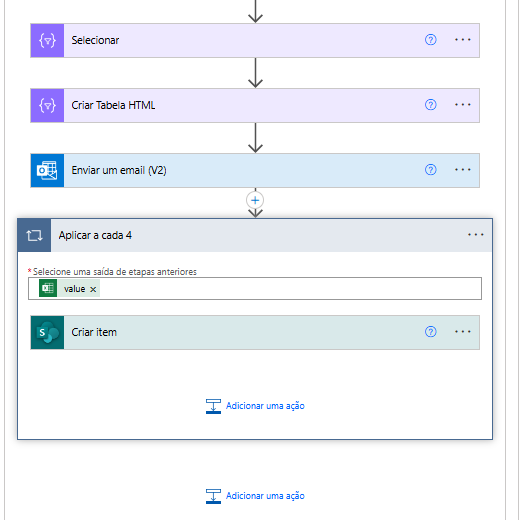 Selecionar
Criar Tabela HTML
Enviar um email (V2)
Aplicar a cada 4
* Selecione uma saída de etapas anteriores
value
Criar item
Adicionar uma ação
Adicionar uma ação